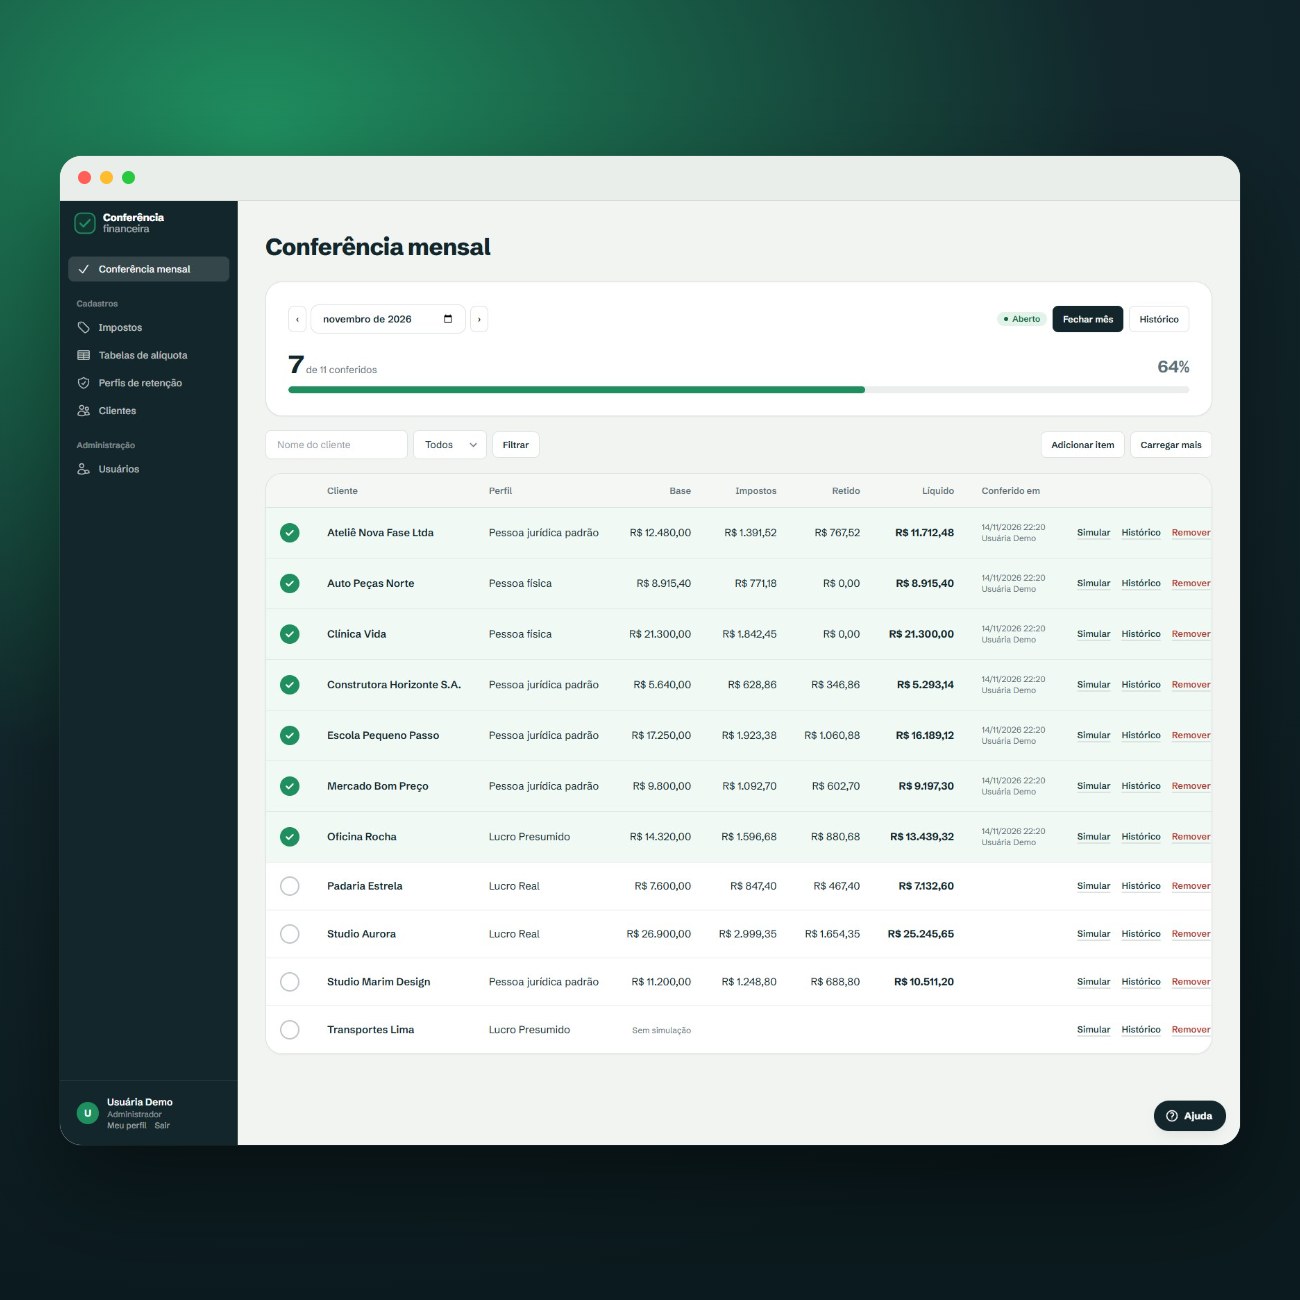 Conferência
financeira
Conferência mensal
Cadastros
Impostos
Tabelas de alíquota
Perfis de retenção
Clientes
Administração
Usuários
Usuária Demo
Administrador
Meu perfil Sair
U
Conferência mensal
‹ novembro de 2026 › Aberto Fechar mês Histórico
7 de 11 conferidos 64%
Nome do cliente Todos Filtrar Adicionar item Carregar mais
Cliente Perfil Base Impostos Retido Líquido Conferido em
Ateliê Nova Fase Ltda Pessoa jurídica padrão R$ 12.480,00 R$ 1.391,52 R$ 767,52 R$ 11.712,48 14/11/2026 22:20 Usuária Demo Simular Histórico Remover
Auto Peças Norte Pessoa física R$ 8.915,40 R$ 771,18 R$ 0,00 R$ 8.915,40 14/11/2026 22:20 Usuária Demo Simular Histórico Remover
Clínica Vida Pessoa física R$ 21.300,00 R$ 1.842,45 R$ 0,00 R$ 21.300,00 14/11/2026 22:20 Usuária Demo Simular Histórico Remover
Construtora Horizonte S.A. Pessoa jurídica padrão R$ 5.640,00 R$ 628,86 R$ 346,86 R$ 5.293,14 14/11/2026 22:20 Usuária Demo Simular Histórico Remover
Escola Pequeno Passo Pessoa jurídica padrão R$ 17.250,00 R$ 1.923,38 R$ 1.060,88 R$ 16.189,12 14/11/2026 22:20 Usuária Demo Simular Histórico Remover
Mercado Bom Preço Pessoa jurídica padrão R$ 9.800,00 R$ 1.092,70 R$ 602,70 R$ 9.197,30 14/11/2026 22:20 Usuária Demo Simular Histórico Remover
Oficina Rocha Lucro Presumido R$ 14.320,00 R$ 1.596,68 R$ 880,68 R$ 13.439,32 14/11/2026 22:20 Usuária Demo Simular Histórico Remover
Padaria Estrela Lucro Real R$ 7.600,00 R$ 847,40 R$ 467,40 R$ 7.132,60 Simular Histórico Remover
Studio Aurora Lucro Real R$ 26.900,00 R$ 2.999,35 R$ 1.654,35 R$ 25.245,65 Simular Histórico Remover
Studio Marim Design Pessoa jurídica padrão R$ 11.200,00 R$ 1.248,80 R$ 688,80 R$ 10.511,20 Simular Histórico Remover
Transportes Lima Lucro Presumido Sem simulação Simular Histórico Remover
Ajuda